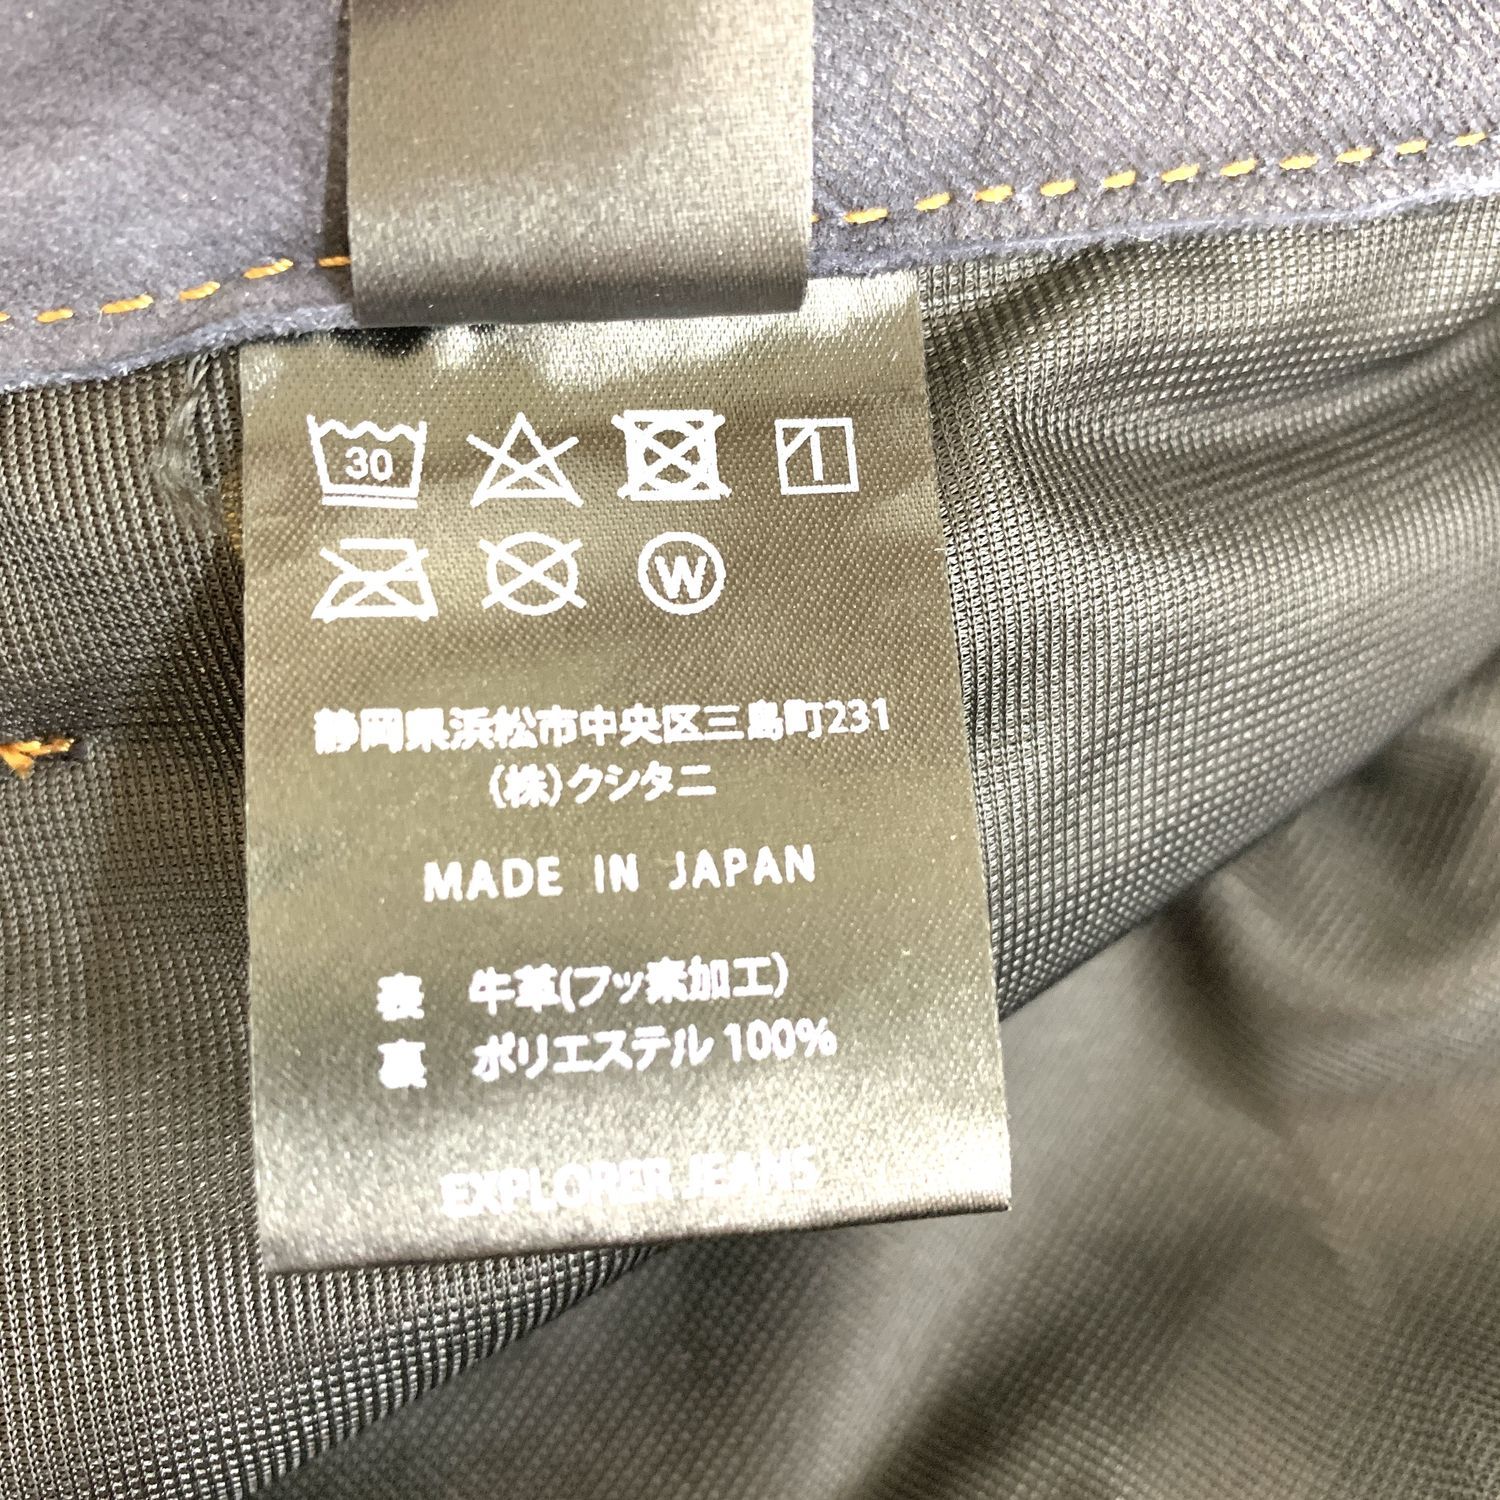 30
W
静岡県浜松市中央区三島町231
(株)クシタニ
MADE IN JAPAN
表 牛革(フッ素加工)
裏 ポリエステル 100%
EXPLORER JEANS